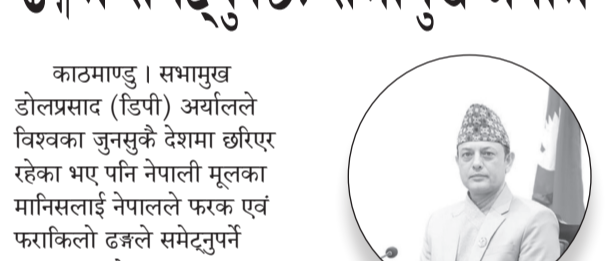 काठमाण्डु । सभामुख
डोलप्रसाद (डिपी) अर्यालले
विश्वका जुनसुकै देशमा छरिएर
रहेका भए पनि नेपाली मूलका
मानिसलाई नेपालले फरक एवं
फराकिलो ढङ्गले समेट्नुपर्ने